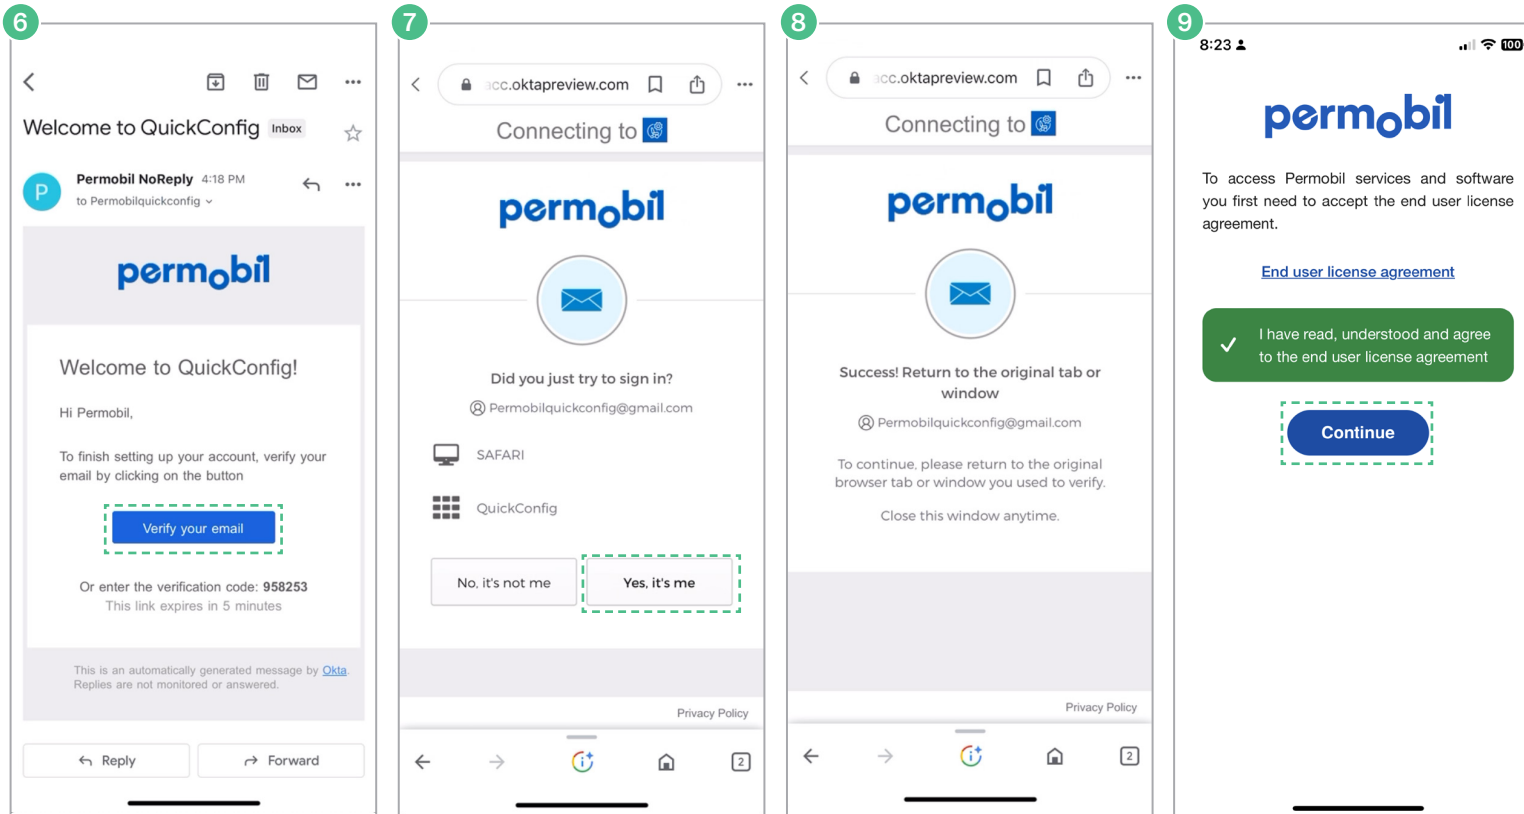 6
Welcome to QuickConfig Inbox
P
Permobil NoReply 4:18 PM
to Permobilquickconfig
permobil
Welcome to QuickConfig!
Hi Permobil,
To finish setting up your account, verify your
email by clicking on the button
Verify your email
Or enter the verification code: 958253
This link expires in 5 minutes
This is an automatically generated message by Okta.
Replies are not monitored or answered.
Reply
Forward
7
acc.oktapreview.com
Connecting to
permobil
Did you just try to sign in?
Permobilquickconfig@gmail.com
SAFARI
QuickConfig
No, it's not me
Yes, it's me
Privacy Policy
2
8
acc.oktapreview.com
Connecting to
permobil
Success! Return to the original tab or
window
Permobilquickconfig@gmail.com
To continue, please return to the original
browser tab or window you used to verify.
Close this window anytime.
Privacy Policy
2
9
8:23
100
permobil
To access Permobil services and software
you first need to accept the end user license
agreement.
End user license agreement
I have read, understood and agree
to the end user license agreement
Continue